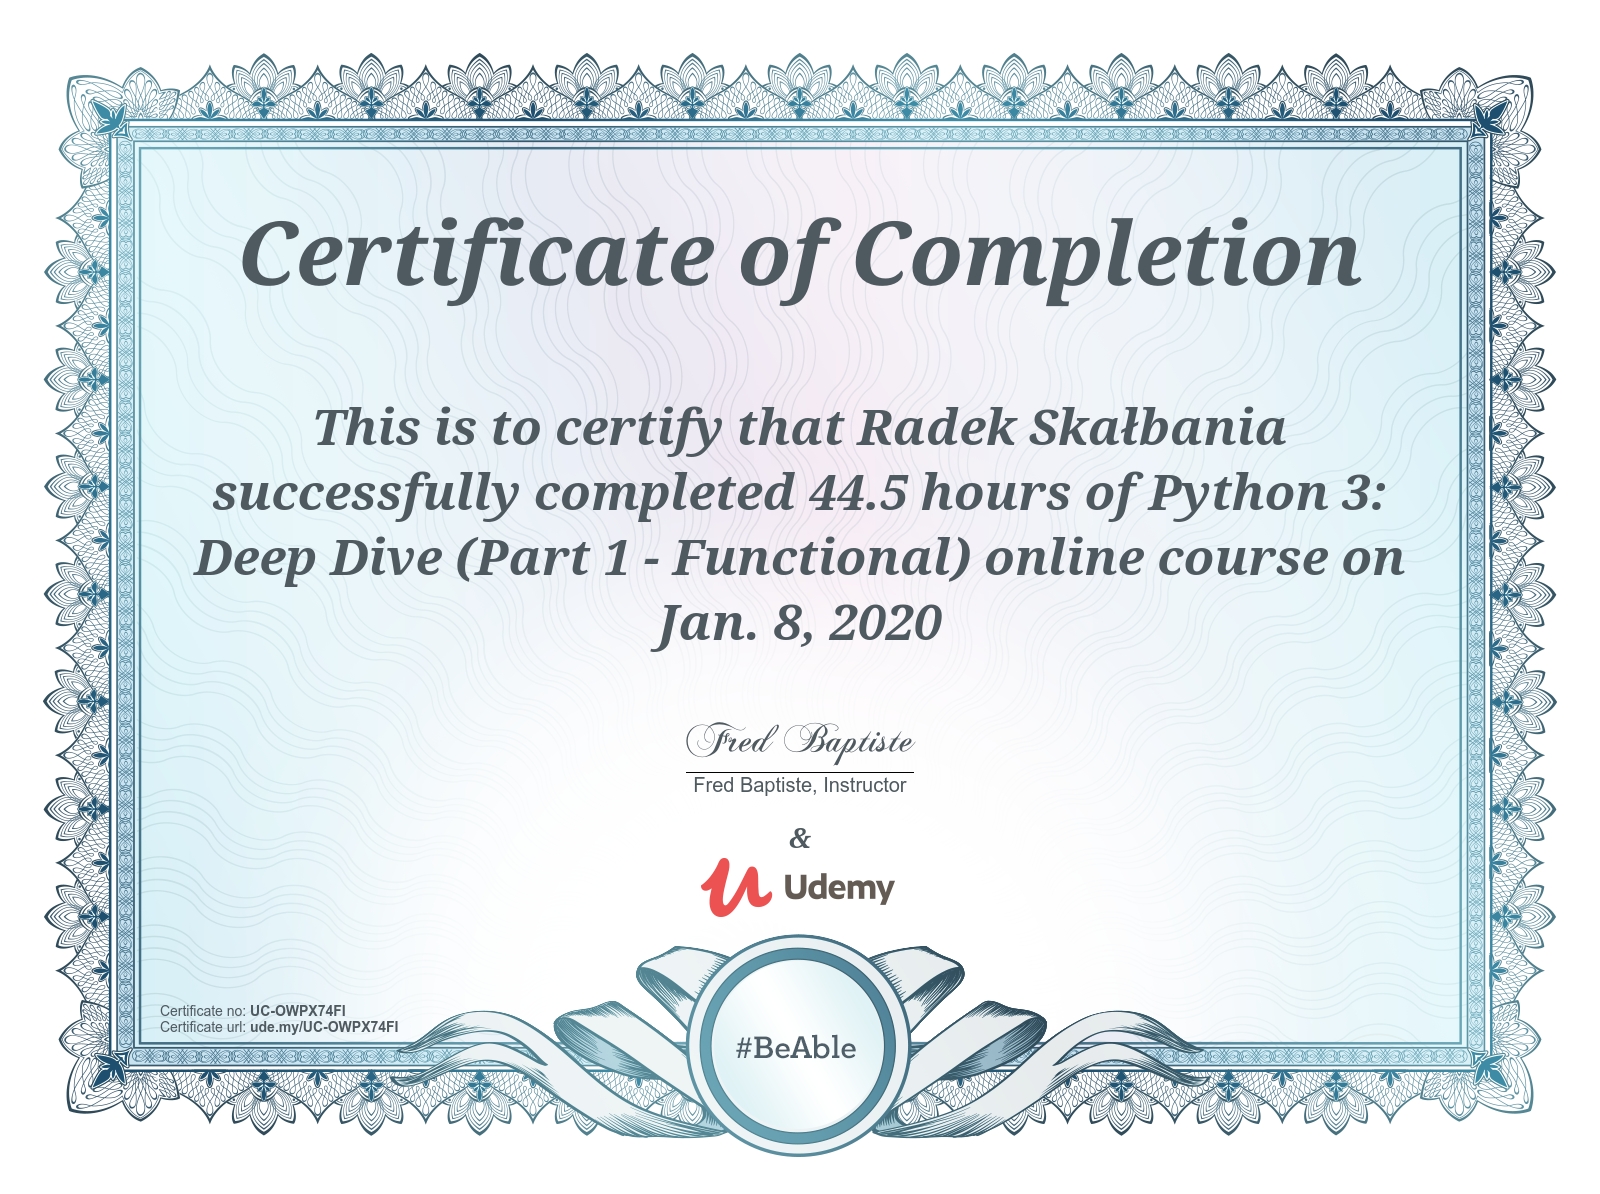 Certificate of Completion
This is to certify that Radek Skałbania
successfully completed 44.5 hours of Python 3:
Deep Dive (Part 1 - Functional) online course on
Jan. 8, 2020
Fred Baptiste
Fred Baptiste, Instructor
&
Udemy
Certificate no: UC-OWPX74FI
Certificate url: ude.my/UC-OWPX74FI
#BeAble